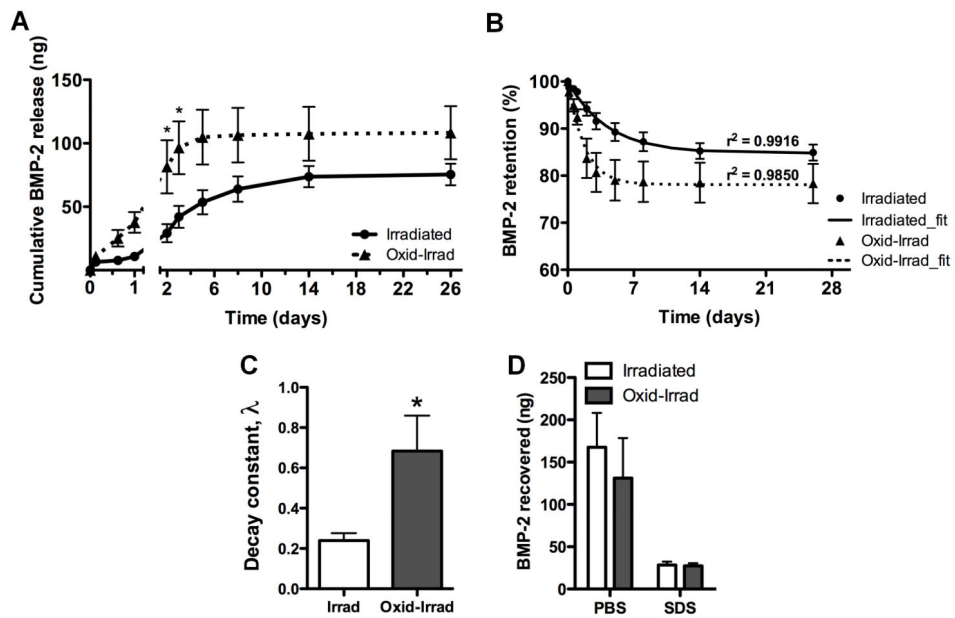 A
Cumulative BMP-2 release (ng)
150
100
50
0
*
*
Irradiated
Oxid-Irrad
0 1 2 6 10 14 18 22 26
Time (days)
B
BMP-2 retention (%)
100
90
80
70
60
r² = 0.9916
r² = 0.9850
Irradiated
Irradiated_fit
Oxid-Irrad
Oxid-Irrad_fit
0 7 14 21 28
Time (days)
C
Decay constant, λ
1.0
0.8
0.6
0.4
0.2
0.0
*
Irrad Oxid-Irrad
D
BMP-2 recovered (ng)
Irradiated
Oxid-Irrad
250
200
150
100
50
0
PBS SDS